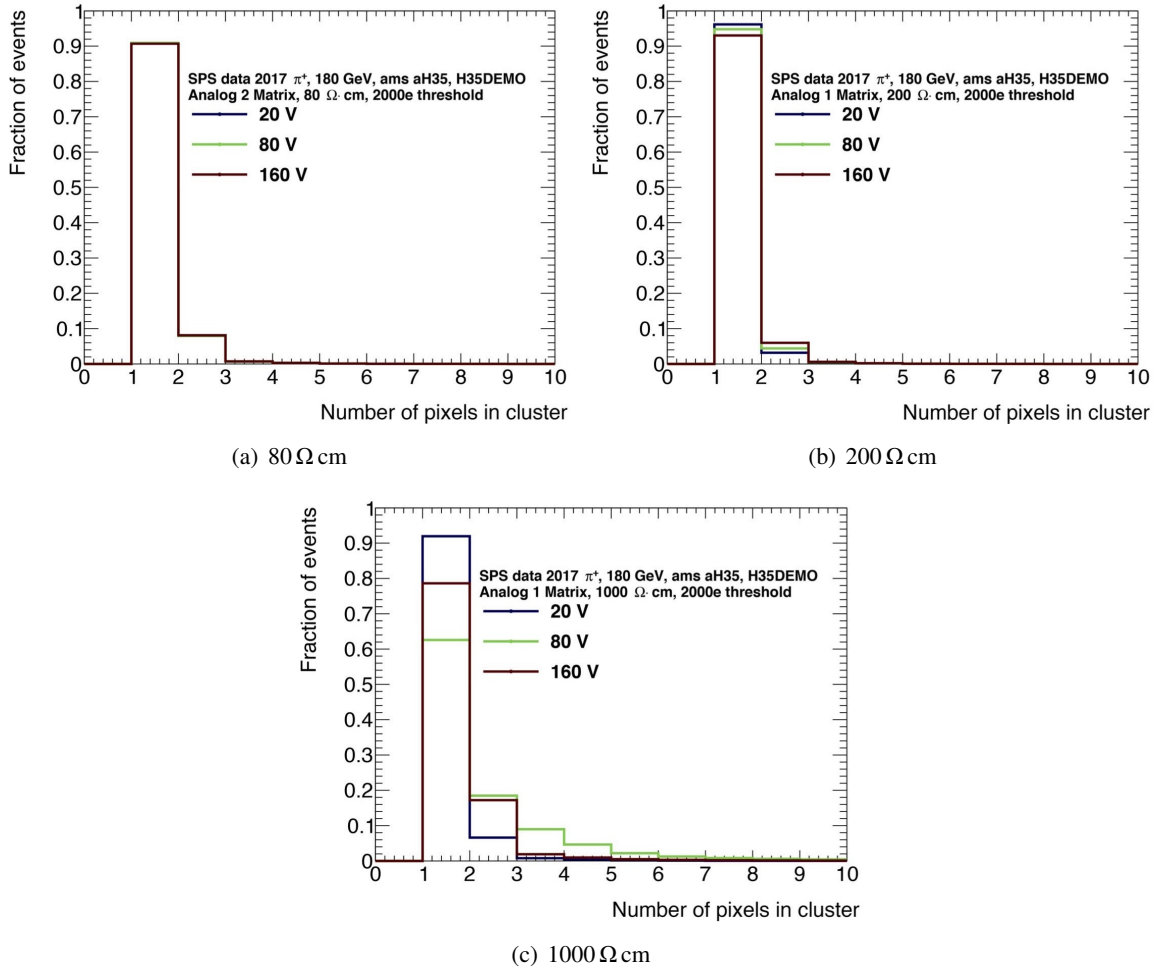 Fraction of events
1
0.9
0.8
0.7
0.6
0.5
0.4
0.3
0.2
0.1
0
SPS data 2017 π⁺, 180 GeV, ams aH35, H35DEMO
Analog 2 Matrix, 80 Ω· cm, 2000e threshold
20 V
80 V
160 V
0 1 2 3 4 5 6 7 8 9 10
Number of pixels in cluster
(a) 80 Ω cm
Fraction of events
1
0.9
0.8
0.7
0.6
0.5
0.4
0.3
0.2
0.1
0
SPS data 2017 π⁺, 180 GeV, ams aH35, H35DEMO
Analog 1 Matrix, 200 Ω· cm, 2000e threshold
20 V
80 V
160 V
0 1 2 3 4 5 6 7 8 9 10
Number of pixels in cluster
(b) 200 Ω cm
Fraction of events
1
0.9
0.8
0.7
0.6
0.5
0.4
0.3
0.2
0.1
0
SPS data 2017 π⁺, 180 GeV, ams aH35, H35DEMO
Analog 1 Matrix, 1000 Ω· cm, 2000e threshold
20 V
80 V
160 V
0 1 2 3 4 5 6 7 8 9 10
Number of pixels in cluster
(c) 1000 Ω cm